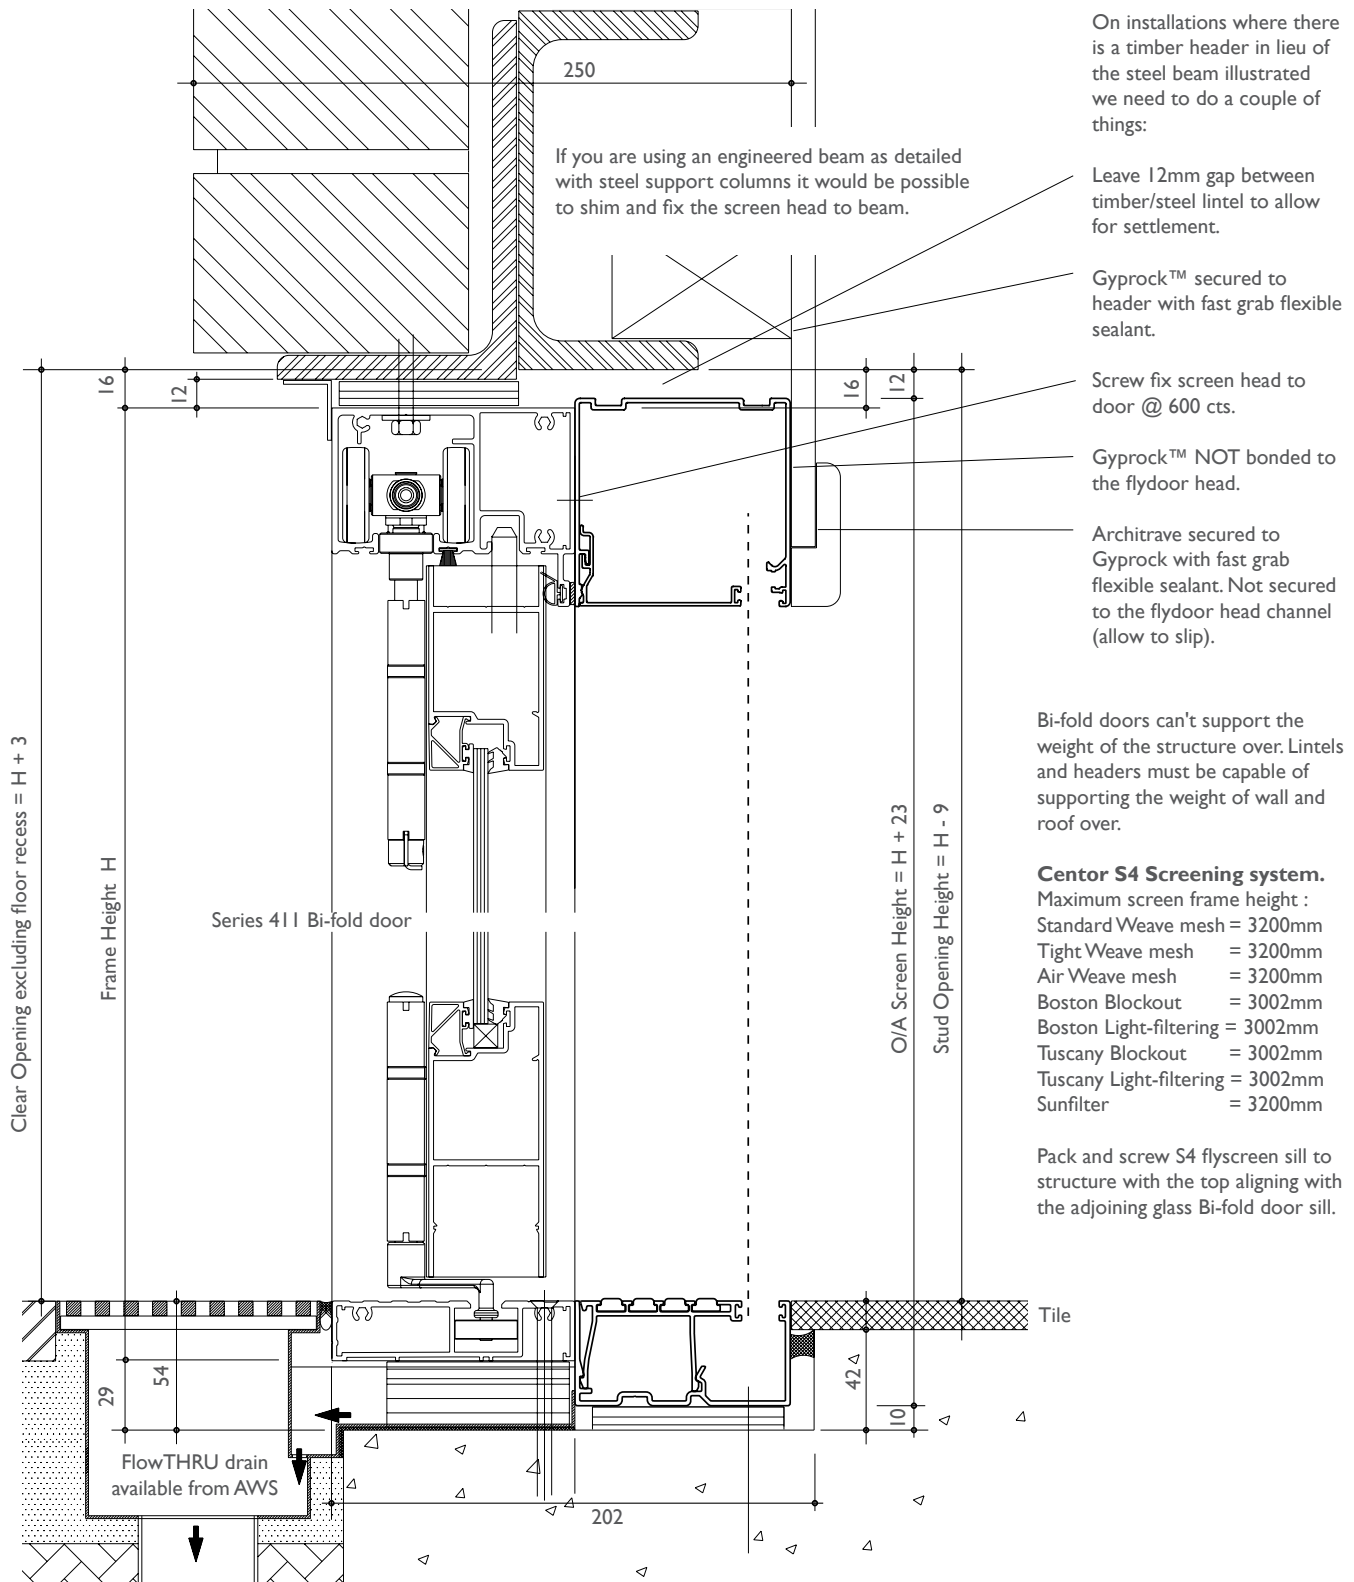 250
If you are using an engineered beam as detailed
with steel support columns it would be possible
to shim and fix the screen head to beam.
On installations where there
is a timber header in lieu of
the steel beam illustrated
we need to do a couple of
things:
Leave 12mm gap between
timber/steel lintel to allow
for settlement.
Gyprock™ secured to
header with fast grab flexible
sealant.
Screw fix screen head to
door @ 600 cts.
Gyprock™ NOT bonded to
the flydoor head.
Architrave secured to
Gyprock with fast grab
flexible sealant. Not secured
to the flydoor head channel
(allow to slip).
16
12
16
12
Clear Opening excluding floor recess = H + 3
Frame Height H
Series 411 Bi-fold door
O/A Screen Height = H + 23
Stud Opening Height = H - 9
Bi-fold doors can't support the
weight of the structure over. Lintels
and headers must be capable of
supporting the weight of wall and
roof over.
Centor S4 Screening system.
Maximum screen frame height :
Standard Weave mesh = 3200mm
Tight Weave mesh = 3200mm
Air Weave mesh = 3200mm
Boston Blockout = 3002mm
Boston Light-filtering = 3002mm
Tuscany Blockout = 3002mm
Tuscany Light-filtering = 3002mm
Sunfilter = 3200mm
Pack and screw S4 flyscreen sill to
structure with the top aligning with
the adjoining glass Bi-fold door sill.
Tile
29
54
42
10
FlowTHRU drain
available from AWS
202